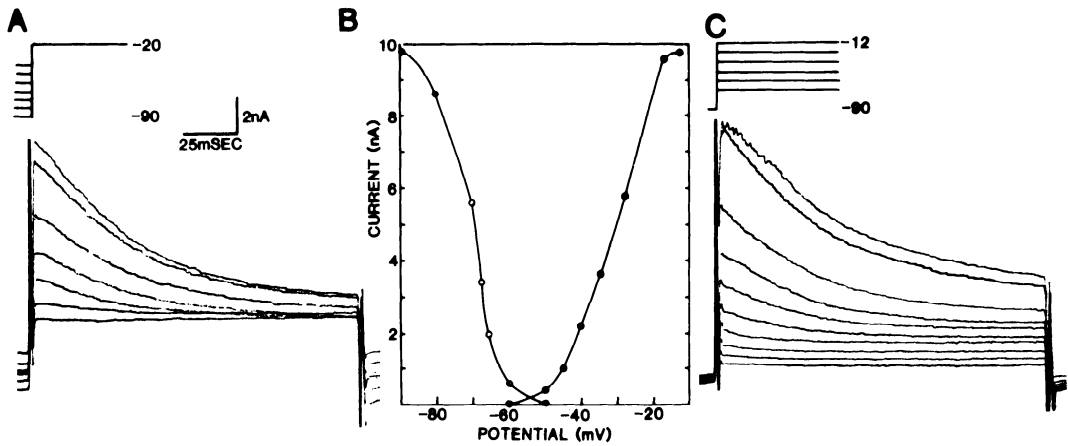 A
-20
-90
2nA
25mSEC
B
10
8
6
4
2
CURRENT (nA)
-80
-60
-40
-20
POTENTIAL (mV)
C
-12
-90